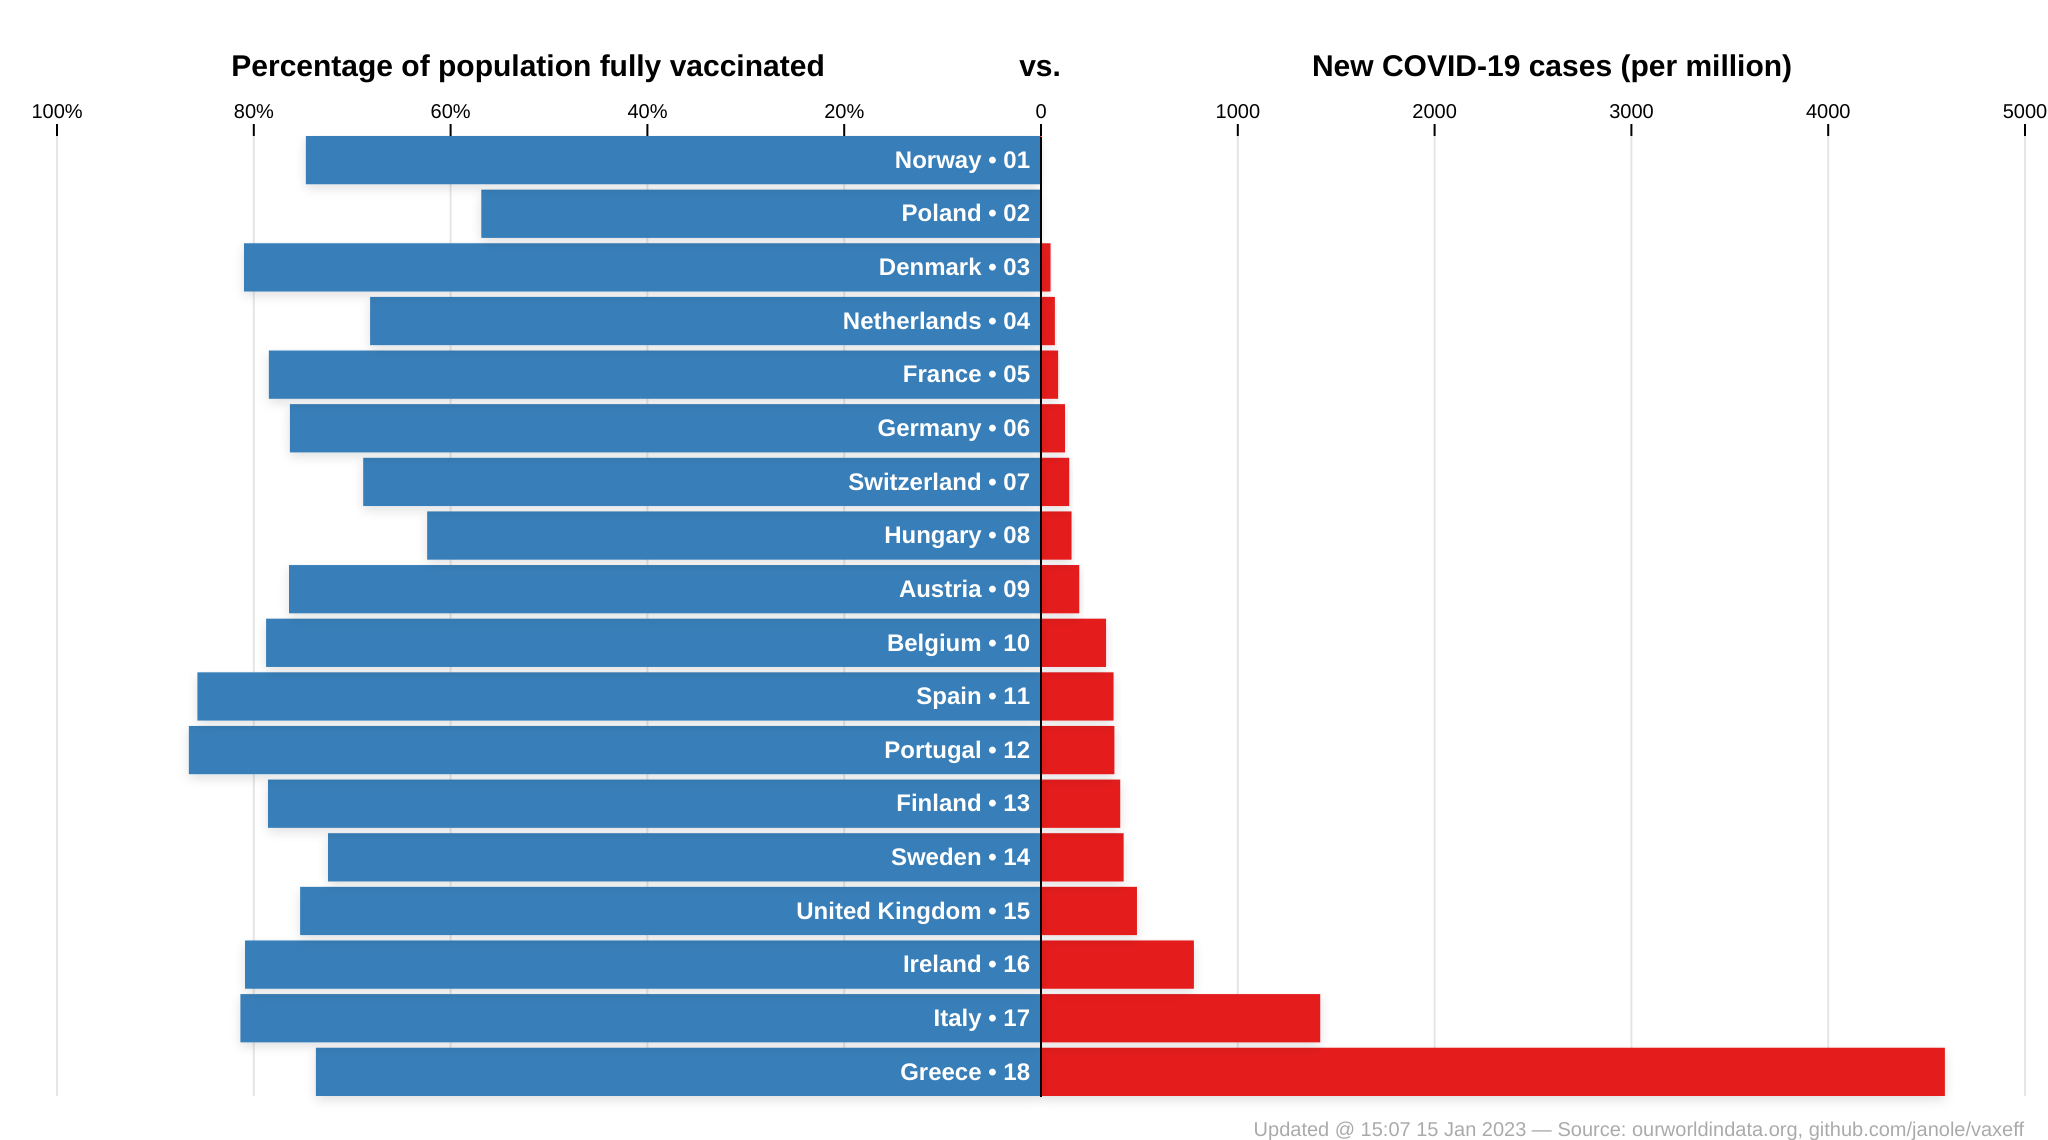 Percentage of population fully vaccinated vs. New COVID-19 cases (per million)
100% 80% 60% 40% 20% 0 1000 2000 3000 4000 5000
Norway • 01
Poland • 02
Denmark • 03
Netherlands • 04
France • 05
Germany • 06
Switzerland • 07
Hungary • 08
Austria • 09
Belgium • 10
Spain • 11
Portugal • 12
Finland • 13
Sweden • 14
United Kingdom • 15
Ireland • 16
Italy • 17
Greece • 18
Updated @ 15:07 15 Jan 2023 — Source: ourworldindata.org, github.com/janole/vaxeff